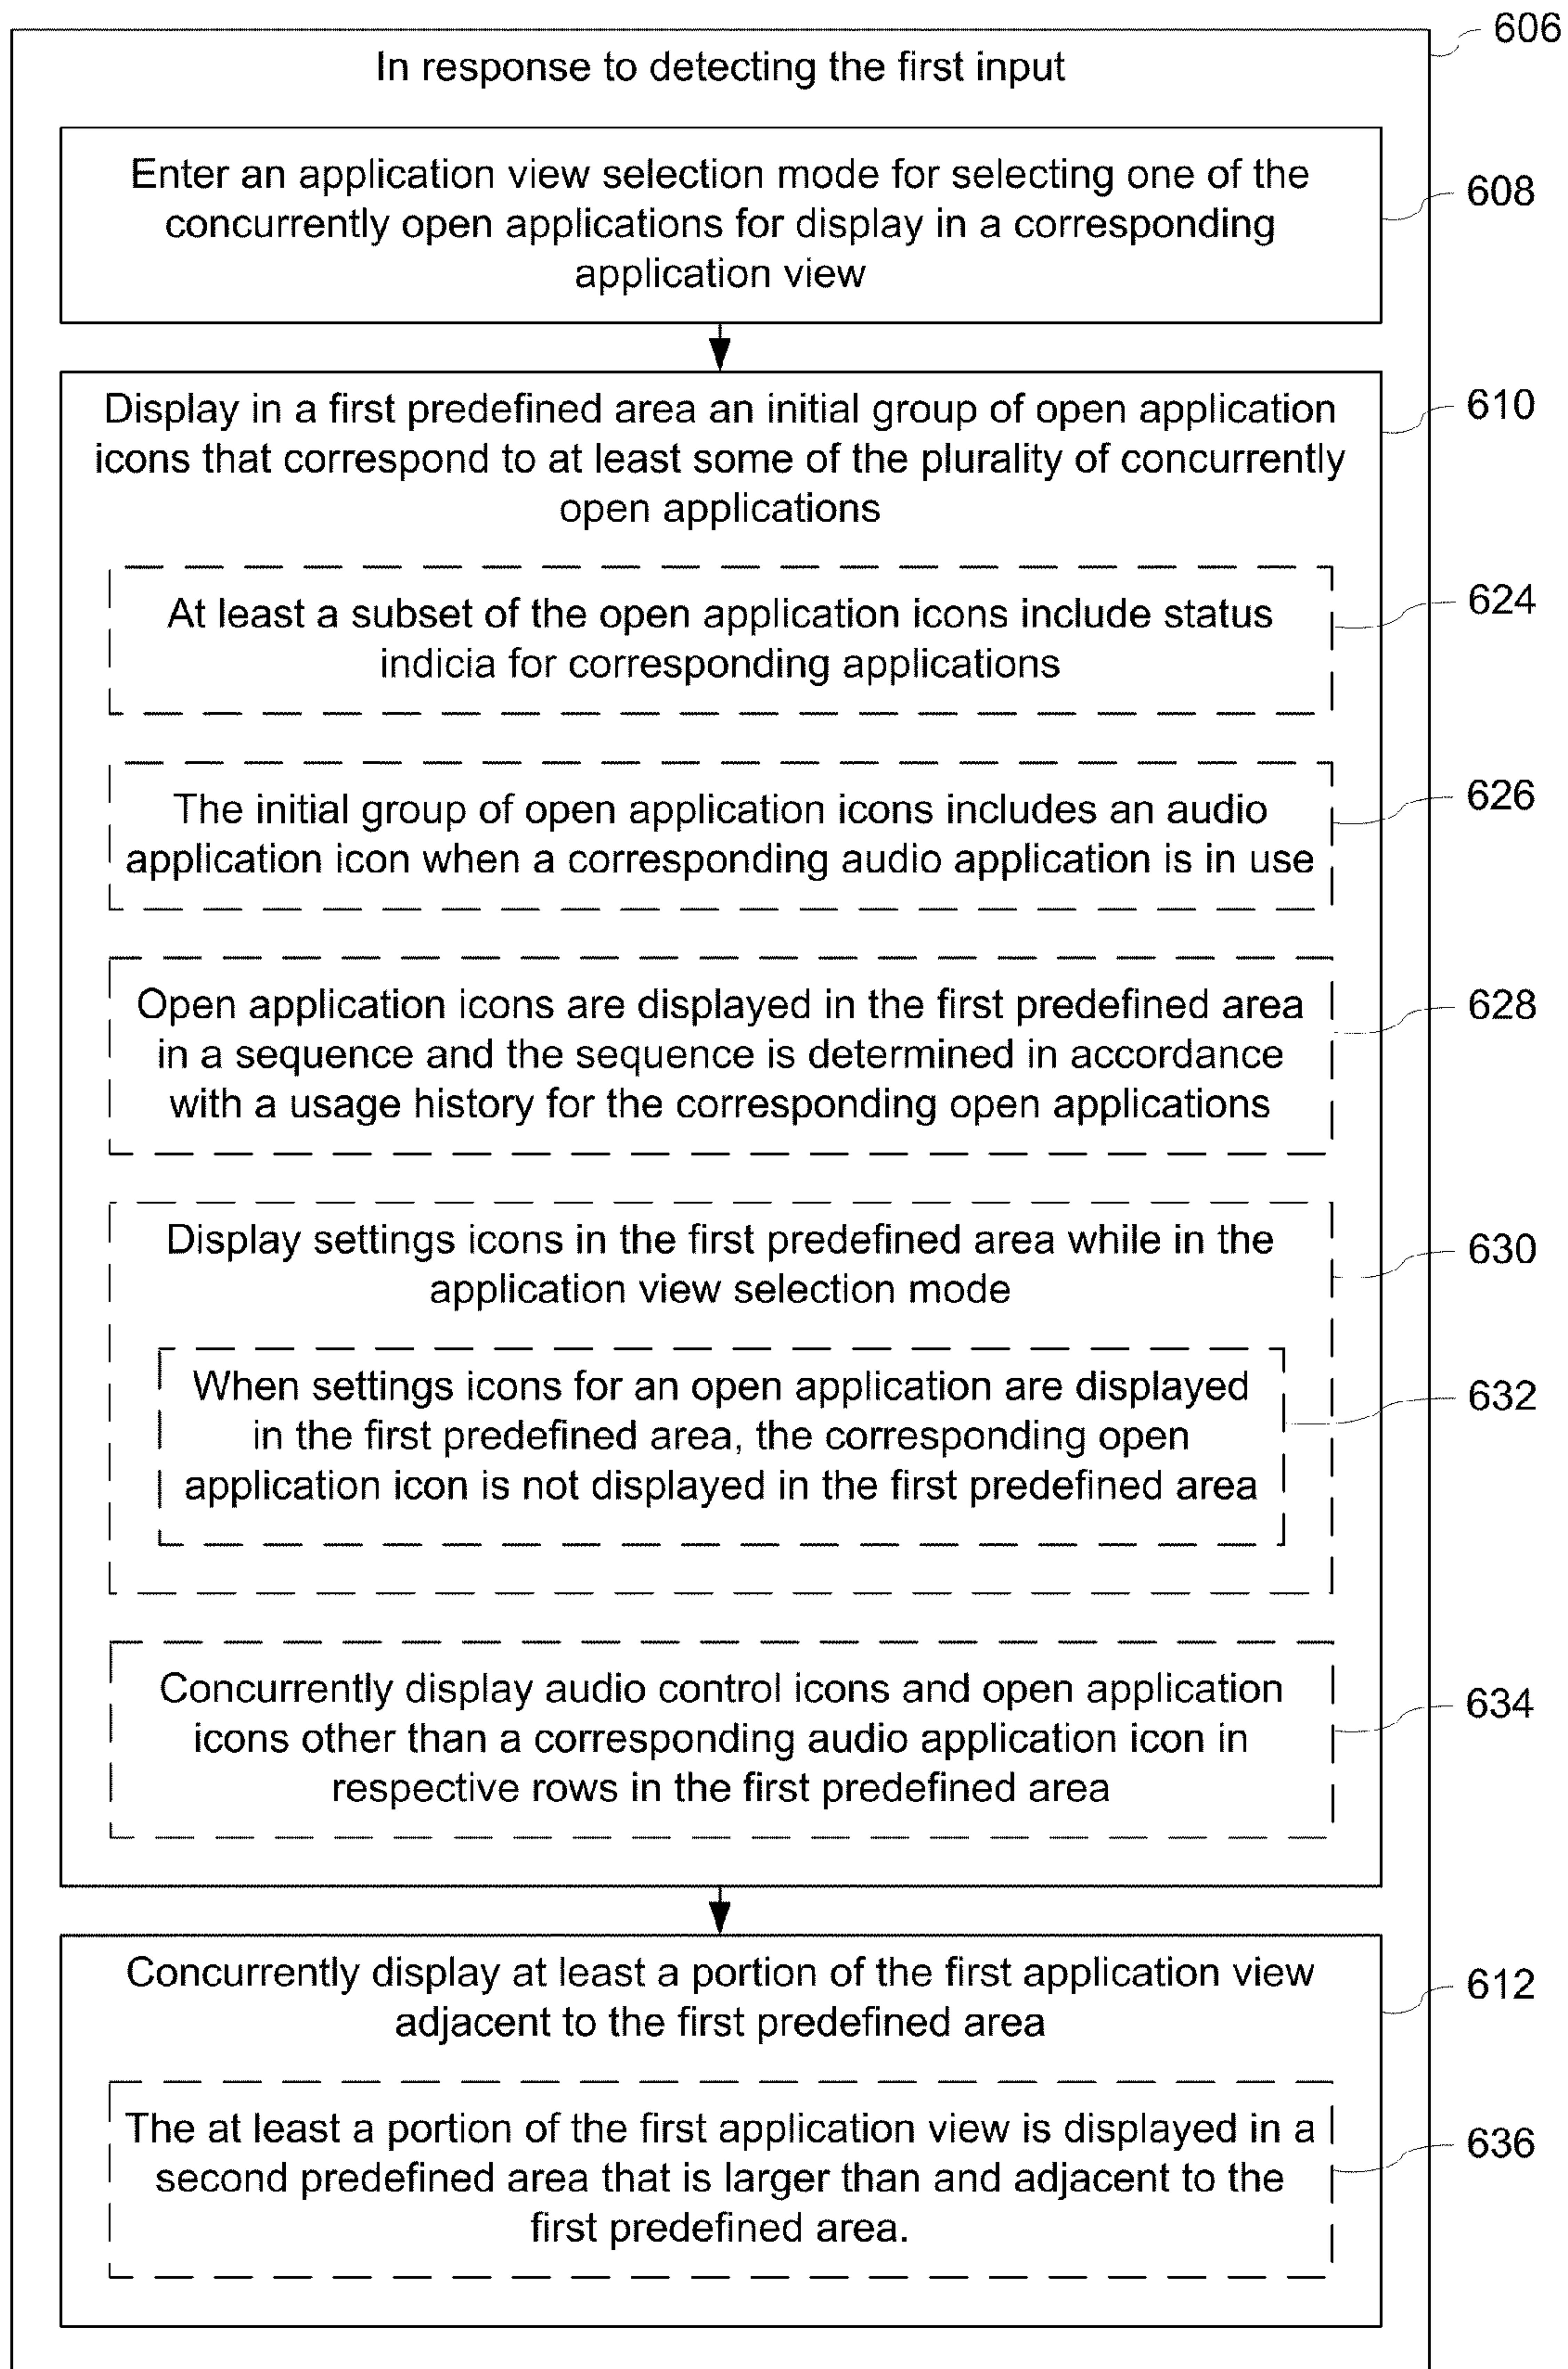 606
In response to detecting the first input
Enter an application view selection mode for selecting one of the
concurrently open applications for display in a corresponding
application view
608
Display in a first predefined area an initial group of open application
icons that correspond to at least some of the plurality of concurrently
open applications
610
At least a subset of the open application icons include status
indicia for corresponding applications
624
The initial group of open application icons includes an audio
application icon when a corresponding audio application is in use
626
Open application icons are displayed in the first predefined area
in a sequence and the sequence is determined in accordance
with a usage history for the corresponding open applications
628
Display settings icons in the first predefined area while in the
application view selection mode
630
When settings icons for an open application are displayed
in the first predefined area, the corresponding open
application icon is not displayed in the first predefined area
632
Concurrently display audio control icons and open application
icons other than a corresponding audio application icon in
respective rows in the first predefined area
634
Concurrently display at least a portion of the first application view
adjacent to the first predefined area
612
The at least a portion of the first application view is displayed in a
second predefined area that is larger than and adjacent to the
first predefined area.
636